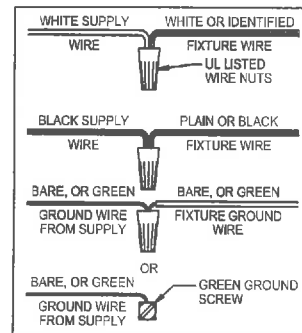 WHITE SUPPLY WIRE
WHITE OR IDENTIFIED FIXTURE WIRE
UL LISTED
WIRE NUTS
BLACK SUPPLY WIRE
PLAIN OR BLACK FIXTURE WIRE
BARE, OR GREEN
GROUND WIRE
FROM SUPPLY
BARE, OR GREEN
FIXTURE GROUND
WIRE
OR
BARE, OR GREEN
GROUND WIRE
FROM SUPPLY
GREEN GROUND
SCREW